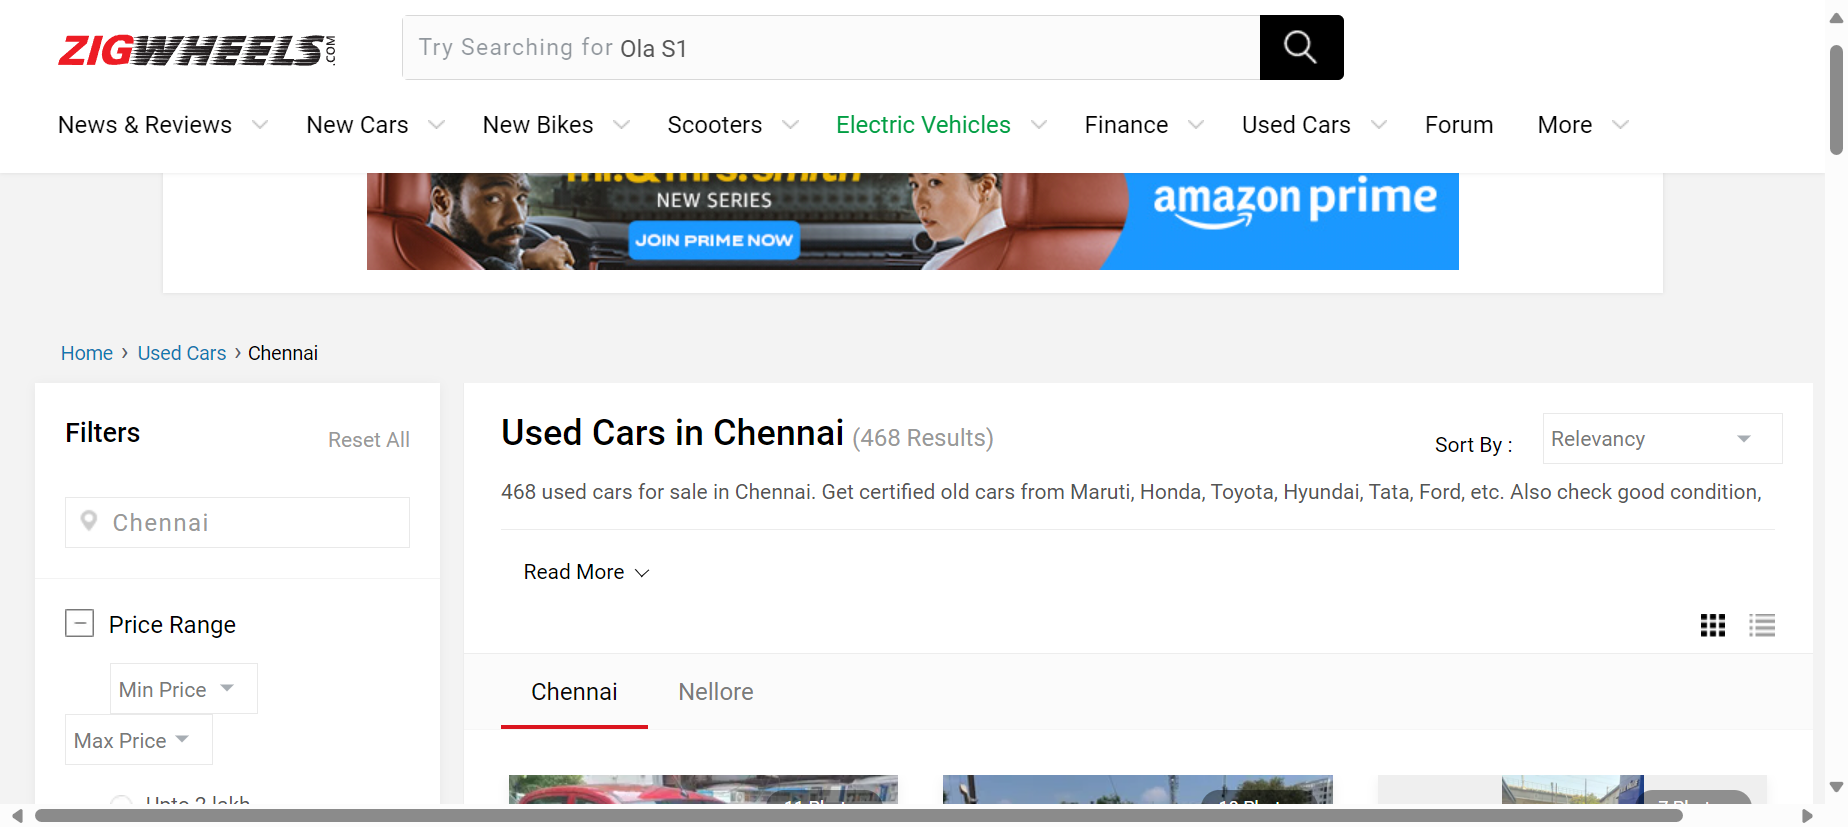 ZIGWHEELS.COM
Try Searching for Ola S1
News & Reviews New Cars New Bikes Scooters Electric Vehicles Finance Used Cars Forum More
mr.&mrs.smith
NEW SERIES
JOIN PRIME NOW
amazon prime
Home › Used Cars › Chennai
Filters
Reset All
Chennai
Price Range
Min Price
Max Price
Upto 2 lakh
Used Cars in Chennai (468 Results)
Sort By :
Relevancy
468 used cars for sale in Chennai. Get certified old cars from Maruti, Honda, Toyota, Hyundai, Tata, Ford, etc. Also check good condition,
Read More
Chennai Nellore